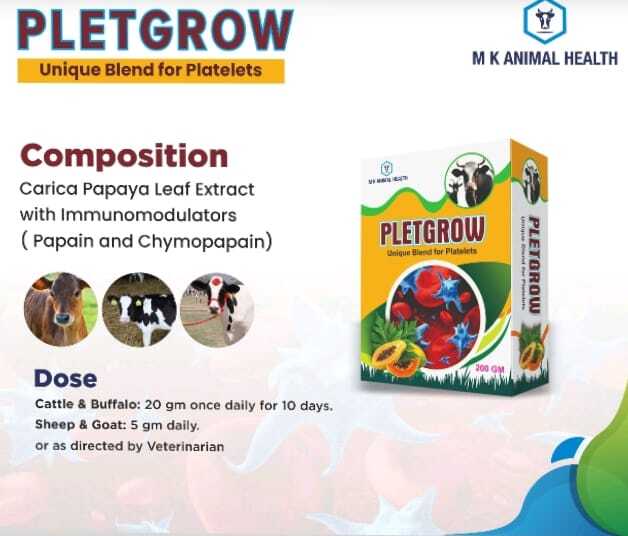 PLETGROW
Unique Blend for Platelets
M K ANIMAL HEALTH
Composition
Carica Papaya Leaf Extract
with Immunomodulators
( Papain and Chymopapain)
M K ANIMAL HEALTH
PLETGROW
Unique Blend for Platelets
200 GM
PLETGROW
Unique Blend for Platelets
Dose
Cattle & Buffalo: 20 gm once daily for 10 days.
Sheep & Goat: 5 gm daily.
or as directed by Veterinarian